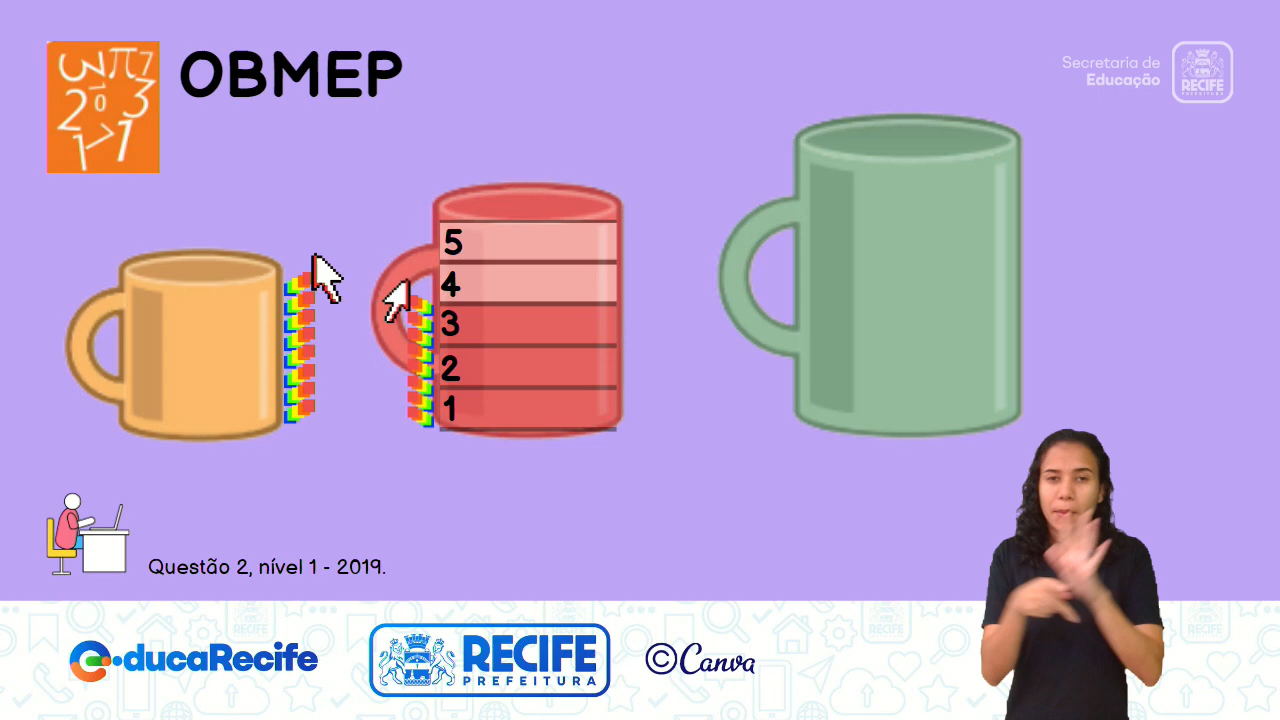 OBMEP
Secretaria de
Educação
RECIFE
PREFEITURA
5
4
3
2
1
Questão 2, nível 1 - 2019.
EducaRecife
RECIFE
PREFEITURA
©Canva